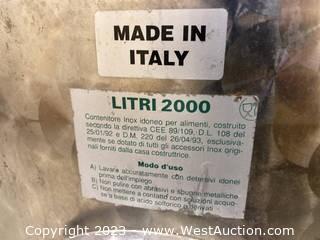 MADE IN
ITALY
LITRI 2000
Contenitore Inox idoneo per alimenti, costruito
secondo la direttiva CEE 89/109, D.L. 108 del
25/01/92 e D.M. 220 del 26/04/93, esclusiva-
mente se dotato di tutti gli accessori Inox origi-
nali forniti dalla casa costruttrice.
Modo d'uso
A) Lavare accuratamente con detersivi idonei
prima dell'impiego.
B) Non pulire con abrasivi e spugne metalliche.
C) Non mettere a contatto con soluzioni acquo-
se a base di acido solforico o derivati
Copyright 2023 - WestAuction.com